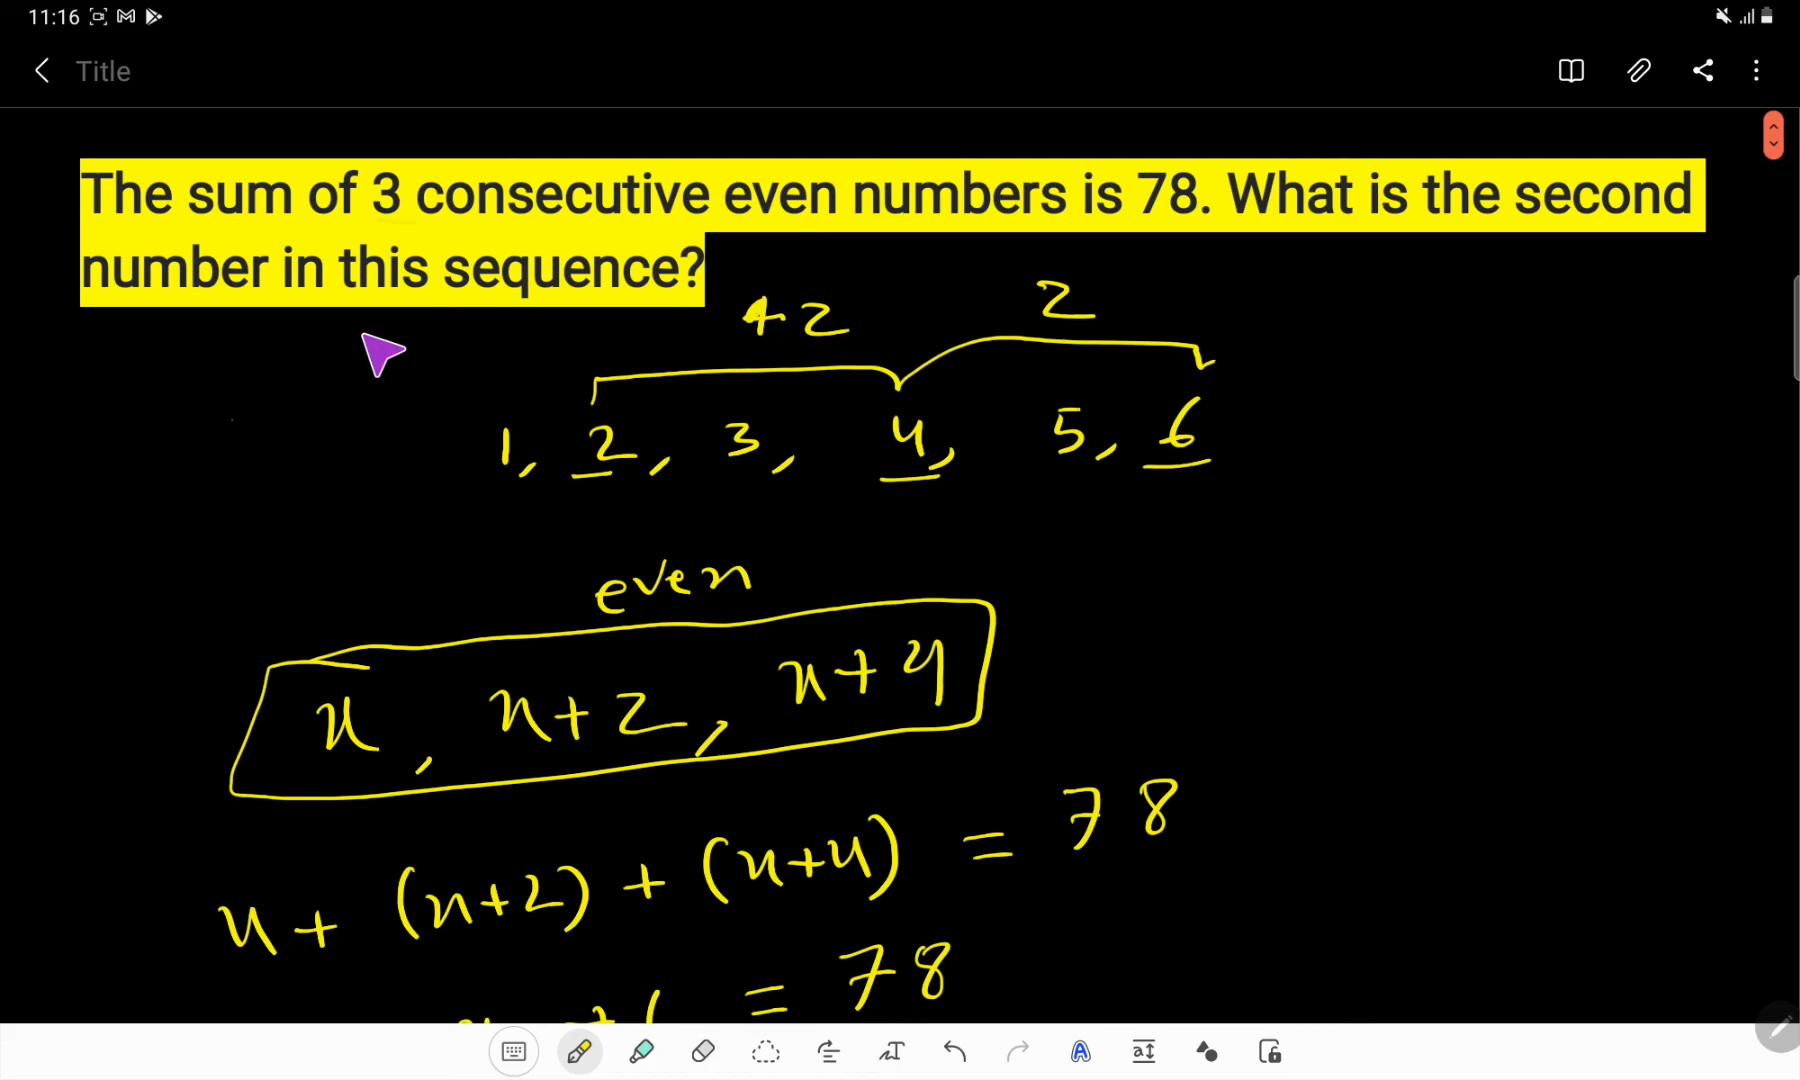 11:16
Title
The sum of 3 consecutive even numbers is 78. What is the second
number in this sequence?
+2 2
1, 2, 3, 4, 5, 6
even
x, x+2, x+4
x+ (x+2) + (x+4) = 78
= 78